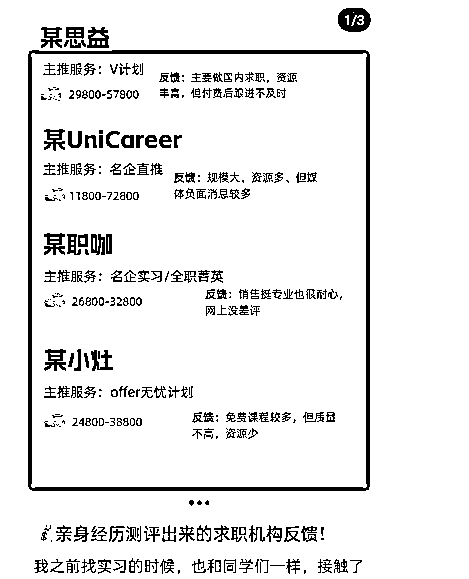 1/3
某思益
主推服务：V计划
29800-57800
反馈：主要做国内求职，资源
丰富，但付费后跟进不及时
某UniCareer
主推服务：名企直推
11800-72800
反馈：规模大，资源多、但媒
体负面消息较多
某职咖
主推服务：名企实习/全职菁英
26800-32800
反馈：销售挺专业也很耐心，
网上没差评
某小灶
主推服务：offer无忧计划
24800-38800
反馈：免费课程较多，但质量
不高，资源少
亲身经历测评出来的求职机构反馈！
我之前找实习的时候，也和同学们一样，接触了